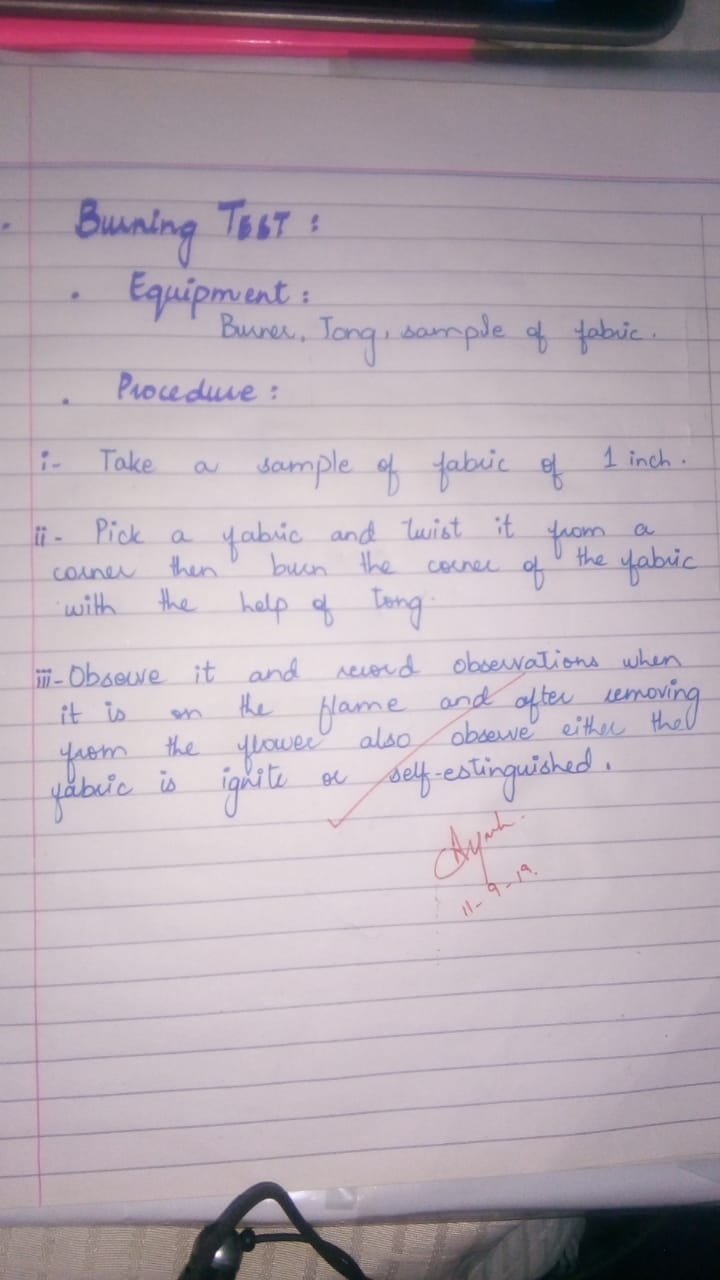 Burning TEST :
. Equipment :
Burner, Tong, sample of fabric.
. Procedure :
i- Take a sample of fabric of 1 inch.
ii- Pick a fabric and twist it from a
corner then burn the corner of the fabric
with the help of tong.
iii- Observe it and record observations when
it is on the flame and after removing
from the flower also observe either the
fabric is ignite or self-estinguished.
11-9-19